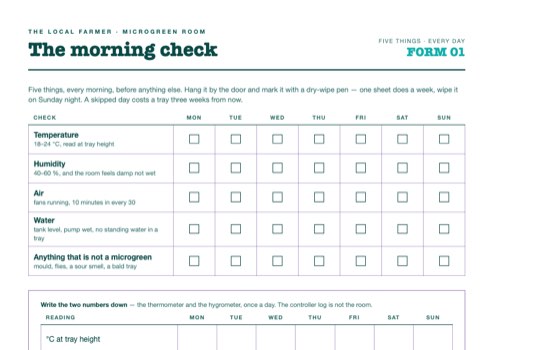 THE LOCAL FARMER · MICROGREEN ROOM
The morning check
FIVE THINGS · EVERY DAY
FORM 01
Five things, every morning, before anything else. Hang it by the door and mark it with a dry-wipe pen — one sheet does a week, wipe it
on Sunday night. A skipped day costs a tray three weeks from now.
CHECK MON TUE WED THU FRI SAT SUN
Temperature
18–24 °C, read at tray height
Humidity
40–60 %, and the room feels damp not wet
Air
fans running, 10 minutes in every 30
Water
tank level, pump wet, no standing water in a
tray
Anything that is not a microgreen
mould, flies, a sour smell, a bald tray
Write the two numbers down — the thermometer and the hygrometer, once a day. The controller log is not the room.
READING MON TUE WED THU FRI SAT SUN
°C at tray height